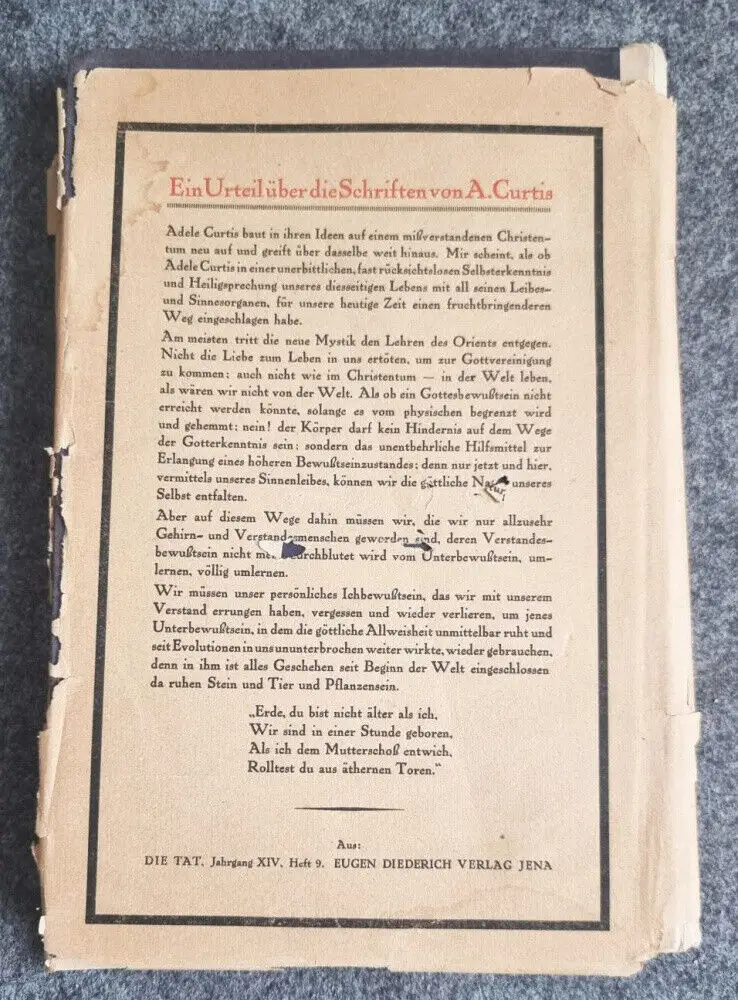 Ein Urteil über die Schriften von A. Curtis
Adele Curtis baut in ihren Ideen auf einem mißverstandenen Christen-
tum neu auf und greift über dasselbe weit hinaus. Mir scheint, als ob
Adele Curtis in einer unerbittlichen, fast rücksichtslosen Selbsterkenntnis
und Heiligsprechung unseres diesseitigen Lebens mit all seinen Leibes-
und Sinnesorganen, für unsere heutige Zeit einen fruchtbringenderen
Weg eingeschlagen habe.
Am meisten tritt die neue Mystik den Lehren des Orients entgegen.
Nicht die Liebe zum Leben in uns ertöten, um zur Gottvereinigung
zu kommen; auch nicht wie im Christentum — in der Welt leben,
als wären wir nicht von der Welt. Als ob ein Gottesbewußtsein nicht
erreicht werden könnte, solange es vom physischen begrenzt wird
und gehemmt; nein! der Körper darf kein Hindernis auf dem Wege
der Gotterkenntnis sein; sondern das unentbehrliche Hilfsmittel zur
Erlangung eines höheren Bewußtseinzustandes; denn nur jetzt und hier,
vermittels unseres Sinnenleibes, können wir die göttliche Natur unseres
Selbst entfalten.
Aber auf diesem Wege dahin müssen wir, die wir nur allzusehr
Gehirn- und Verstandesmenschen geworden sind, deren Verstandes-
bewußtsein nicht durchblutet wird vom Unterbewußtsein, um-
lernen, völlig umlernen.
Wir müssen unser persönliches Ichbewußtsein, das wir mit unserem
Verstand errungen haben, vergessen und wieder verlieren, um jenes
Unterbewußtsein, in dem die göttliche Allweisheit unmittelbar ruht und
seit Evolutionen in uns ununterbrochen weiter wirkte, wieder gebrauchen,
denn in ihm ist alles Geschehen seit Beginn der Welt eingeschlossen
da ruhen Stein und Tier und Pflanzensein.
„Erde, du bist nicht älter als ich,
Wir sind in einer Stunde geboren,
Als ich dem Mutterschoß entwich,
Rolltest du aus äthernen Toren.“
Aus:
DIE TAT, Jahrgang XIV, Heft 9. EUGEN DIEDERICH VERLAG JENA